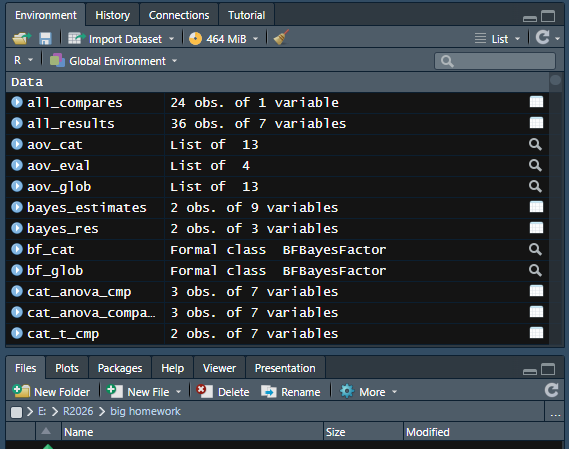 Environment History Connections Tutorial
Import Dataset 464 MiB List
R Global Environment
Data
all_compares 24 obs. of 1 variable
all_results 36 obs. of 7 variables
aov_cat List of 13
aov_eval List of 4
aov_glob List of 13
bayes_estimates 2 obs. of 9 variables
bayes_res 2 obs. of 3 variables
bf_cat Formal class BFBayesFactor
bf_glob Formal class BFBayesFactor
cat_anova_cmp 3 obs. of 7 variables
cat_anova_compa… 3 obs. of 7 variables
cat_t_cmp 2 obs. of 7 variables
Files Plots Packages Help Viewer Presentation
New Folder New File Delete Rename More
E: > R2026 > big homework ...
Name Size Modified